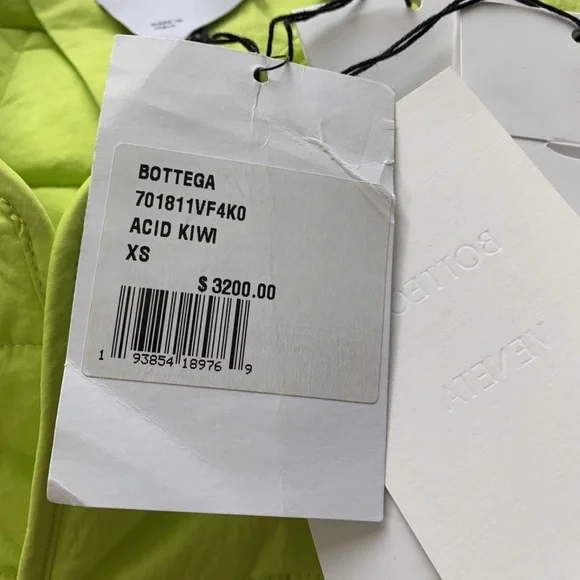 BOTTEGA
701811VF4K0
ACID KIWI
XS
$ 3200.00
1 93854 18976 9
BOTTEGA
VENETA